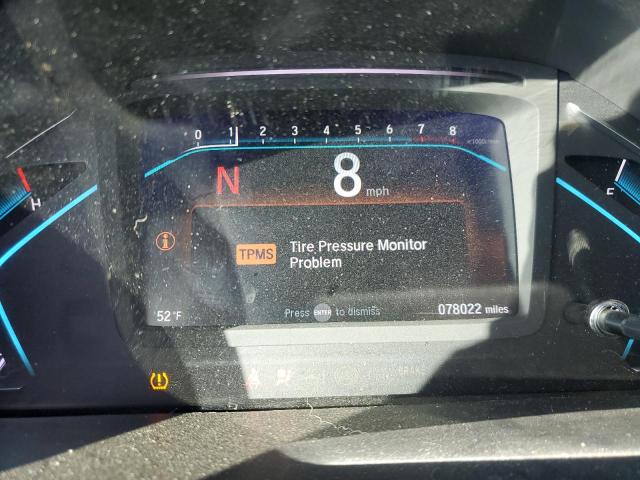 0 1 2 3 4 5 6 7 8
N 8 mph
H
F
TPMS Tire Pressure Monitor
Problem
Press ENTER to dismiss
52°F 078022 miles
BRAKE